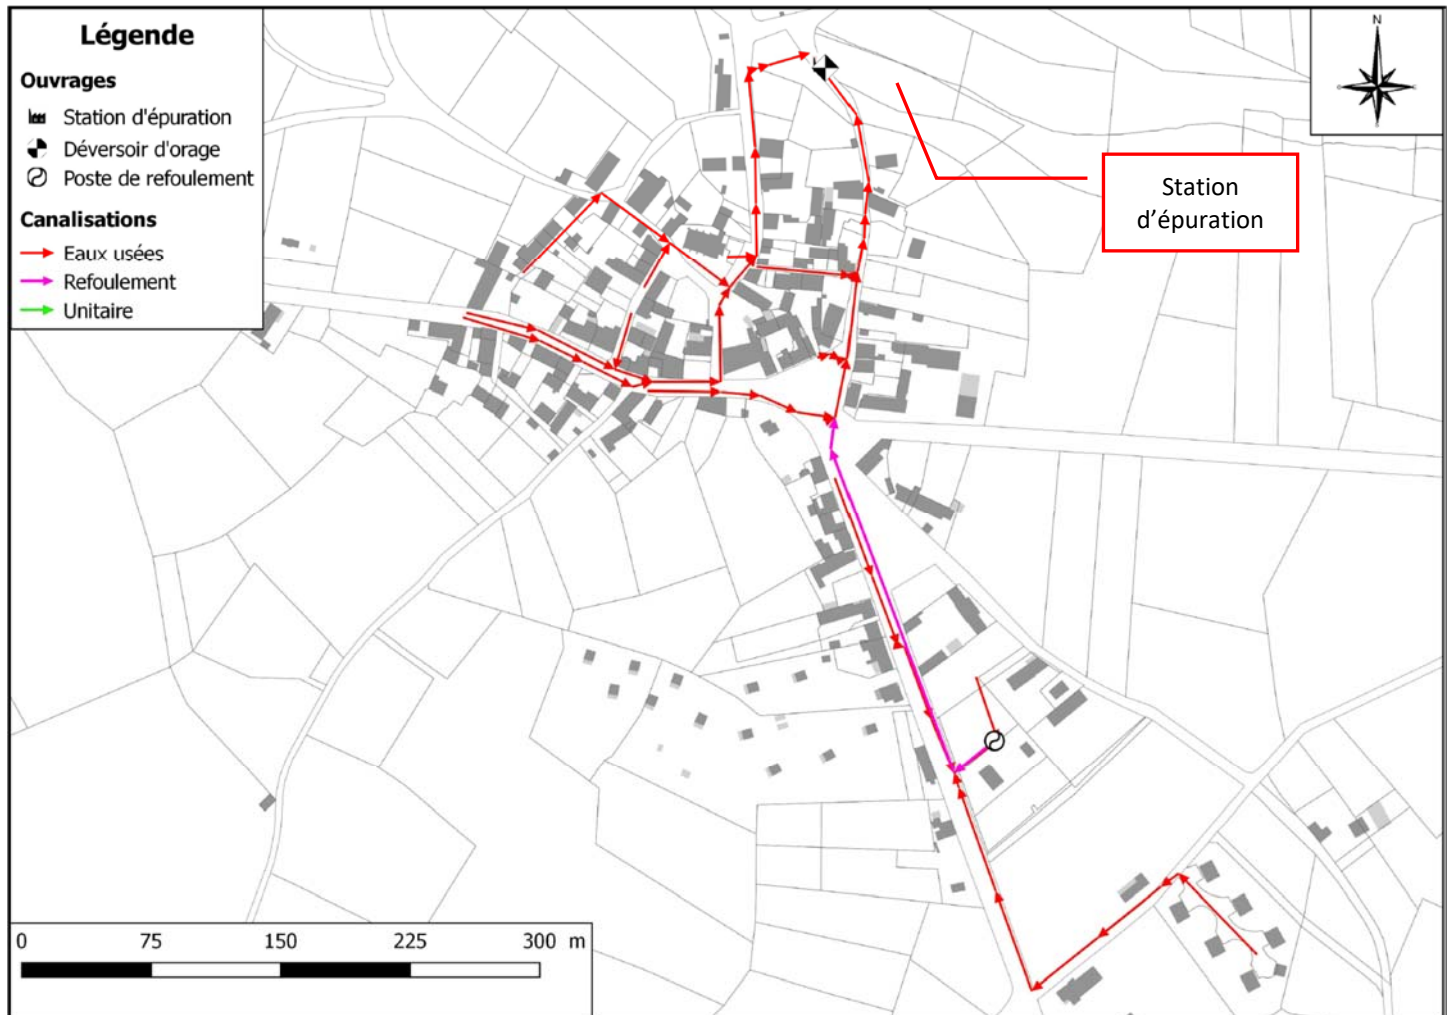 Légende
Ouvrages
Station d'épuration
Déversoir d'orage
Poste de refoulement
Canalisations
Eaux usées
Refoulement
Unitaire
N
Station
d’épuration
0 75 150 225 300 m